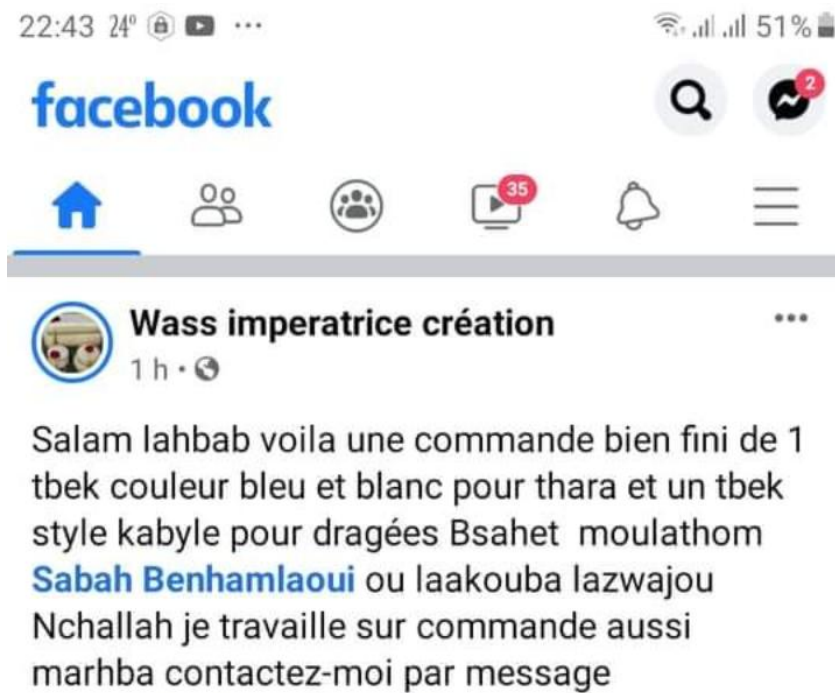 22:43 24° ...
51%
facebook
2
35
Wass imperatrice création
1 h
Salam lahbab voila une commande bien fini de 1
tbek couleur bleu et blanc pour thara et un tbek
style kabyle pour dragées Bsahet moulathom
Sabah Benhamlaoui ou laakouba lazwajou
Nchallah je travaille sur commande aussi
marhba contactez-moi par message